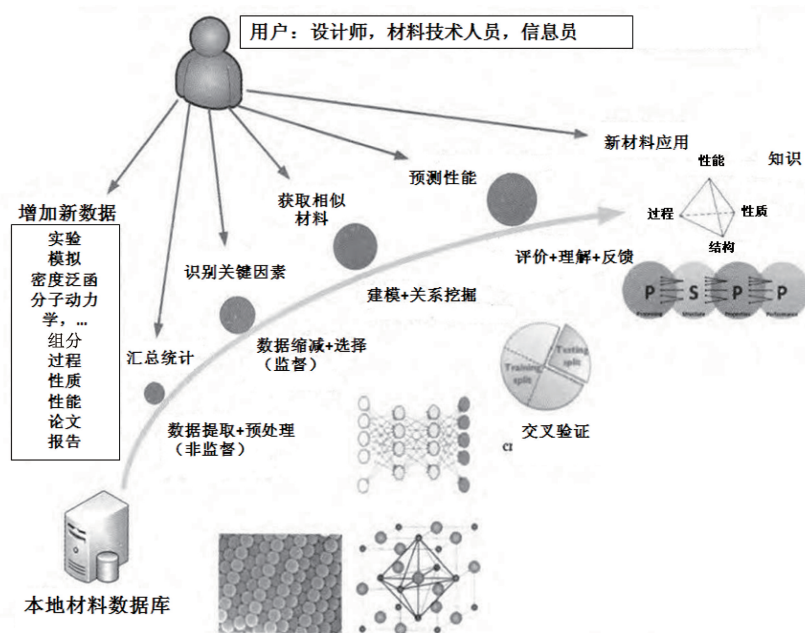 用户：设计师，材料技术人员，信息员
新材料应用
性能
知识
预测性能
过程
性质
结构
获取相似
材料
增加新数据
实验
模拟
密度泛函
分子动力
学，...
组分
过程
性质
性能
论文
报告
识别关键因素
评价+理解+反馈
建模+关系挖掘
P
S
P
P
Processing
Structure
Properties
Performance
汇总统计
数据缩减+选择
（监督）
Training
split
Testing
split
数据提取+预处理
（非监督）
交叉验证
CI
本地材料数据库